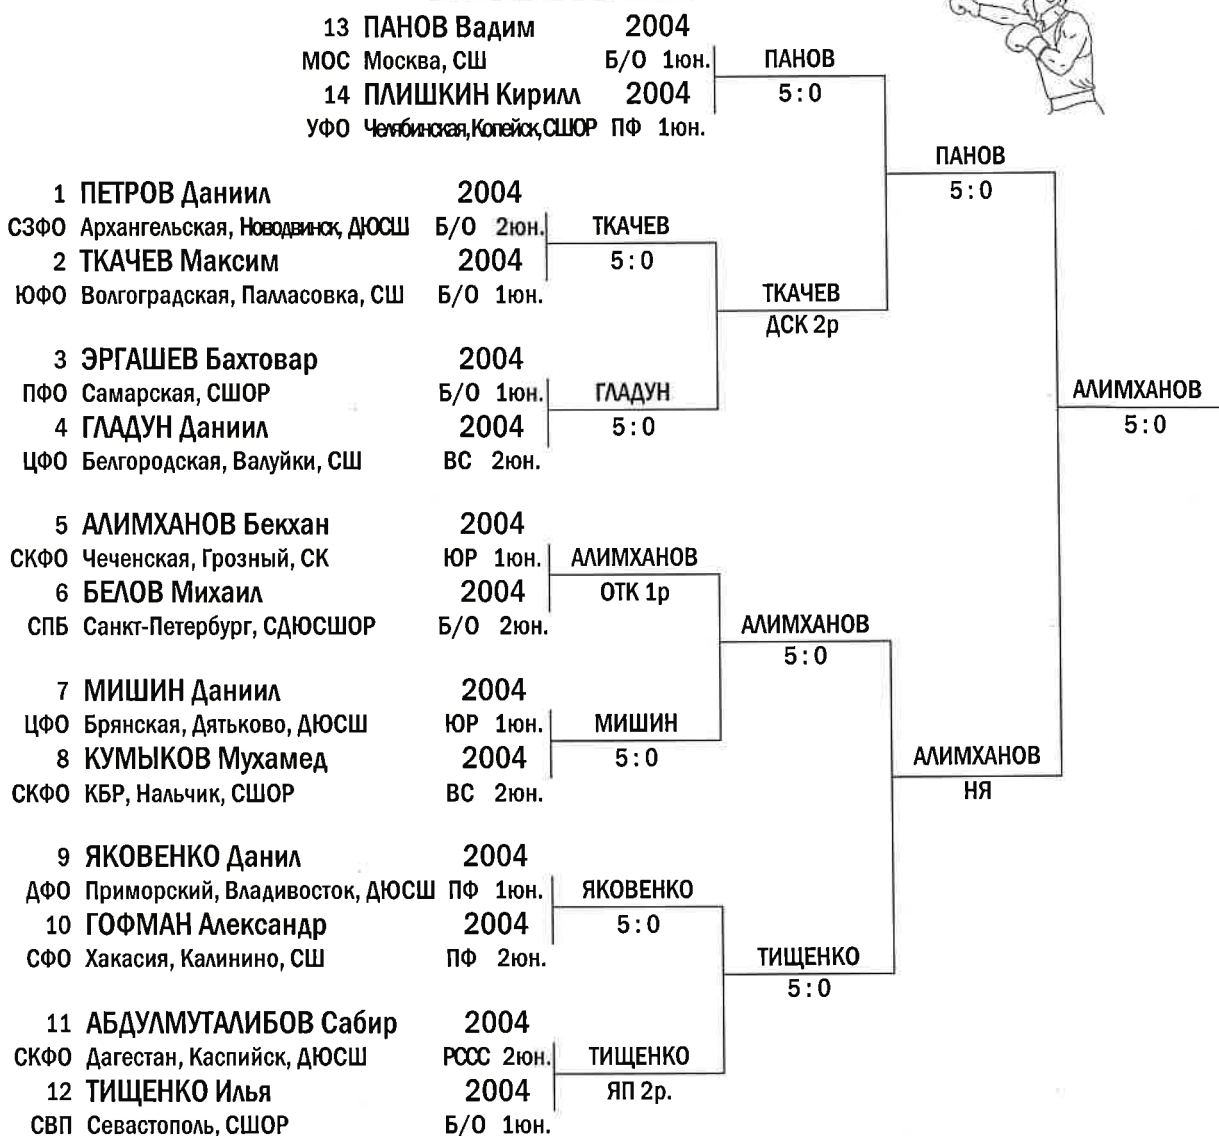 13 ПАНОВ Вадим 2004
МОС Москва, СШ Б/О 1юн.
14 ПЛИШКИН Кирилл 2004
УФО Челябинская, Копейск, СШОР ПФ 1юн.
ПАНОВ
5:0
ПАНОВ
5:0
1 ПЕТРОВ Даниил 2004
СЗФО Архангельская, Новодвинск, ДЮСШ Б/О 2юн.
2 ТКАЧЕВ Максим 2004
ЮФО Волгоградская, Палласовка, СШ Б/О 1юн.
ТКАЧЕВ
5:0
ТКАЧЕВ
ДСК 2р
3 ЭРГАШЕВ Бахтовар 2004
ПФО Самарская, СШОР Б/О 1юн.
4 ГЛАДУН Даниил 2004
ЦФО Белгородская, Валуйки, СШ ВС 2юн.
ГЛАДУН
5:0
АЛИМХАНОВ
5:0
5 АЛИМХАНОВ Бекхан 2004
СКФО Чеченская, Грозный, СК ЮР 1юн.
6 БЕЛОВ Михаил 2004
СПБ Санкт-Петербург, СДЮСШОР Б/О 2юн.
АЛИМХАНОВ
ОТК 1р
АЛИМХАНОВ
5:0
7 МИШИН Даниил 2004
ЦФО Брянская, Дятьково, ДЮСШ ЮР 1юн.
8 КУМЫКОВ Мухамед 2004
СКФО КБР, Нальчик, СШОР ВС 2юн.
МИШИН
5:0
АЛИМХАНОВ
НЯ
9 ЯКОВЕНКО Данил 2004
ДФО Приморский, Владивосток, ДЮСШ ПФ 1юн.
10 ГОФМАН Александр 2004
СФО Хакасия, Калинино, СШ ПФ 2юн.
ЯКОВЕНКО
5:0
ТИЩЕНКО
5:0
11 АБДУЛМУТАЛИБОВ Сабир 2004
СКФО Дагестан, Каспийск, ДЮСШ РССС 2юн.
12 ТИЩЕНКО Илья 2004
СВП Севастополь, СШОР Б/О 1юн.
ТИЩЕНКО
ЯП 2р.